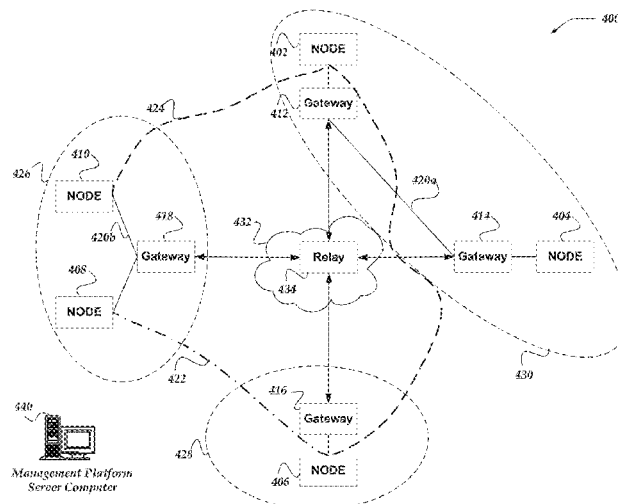 400
402
NODE
412
Gateway
424
426
410
NODE
420b
418
Gateway
408
NODE
432
Relay
434
420a
414
Gateway
404
NODE
430
422
416
Gateway
428
406
NODE
440
Management Platform
Server Computer